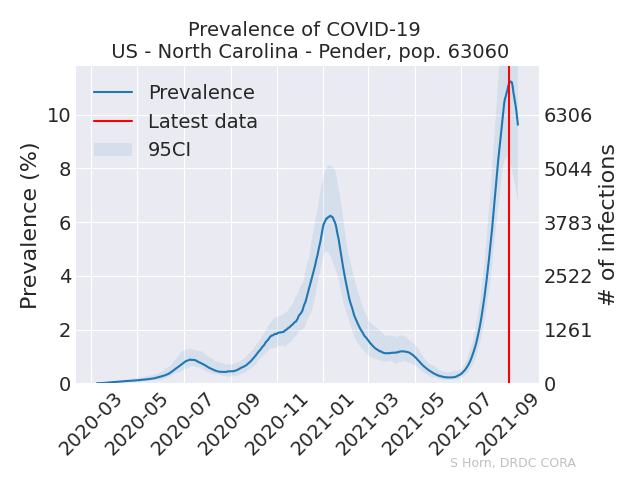 Prevalence of COVID-19
US - North Carolina - Pender, pop. 63060
Prevalence
Latest data
95CI
Prevalence (%)
10
8
6
4
2
0
6306
5044
3783
2522
1261
0
# of infections
2020-03
2020-05
2020-07
2020-09
2020-11
2021-01
2021-03
2021-05
2021-07
2021-09
S Horn, DRDC CORA